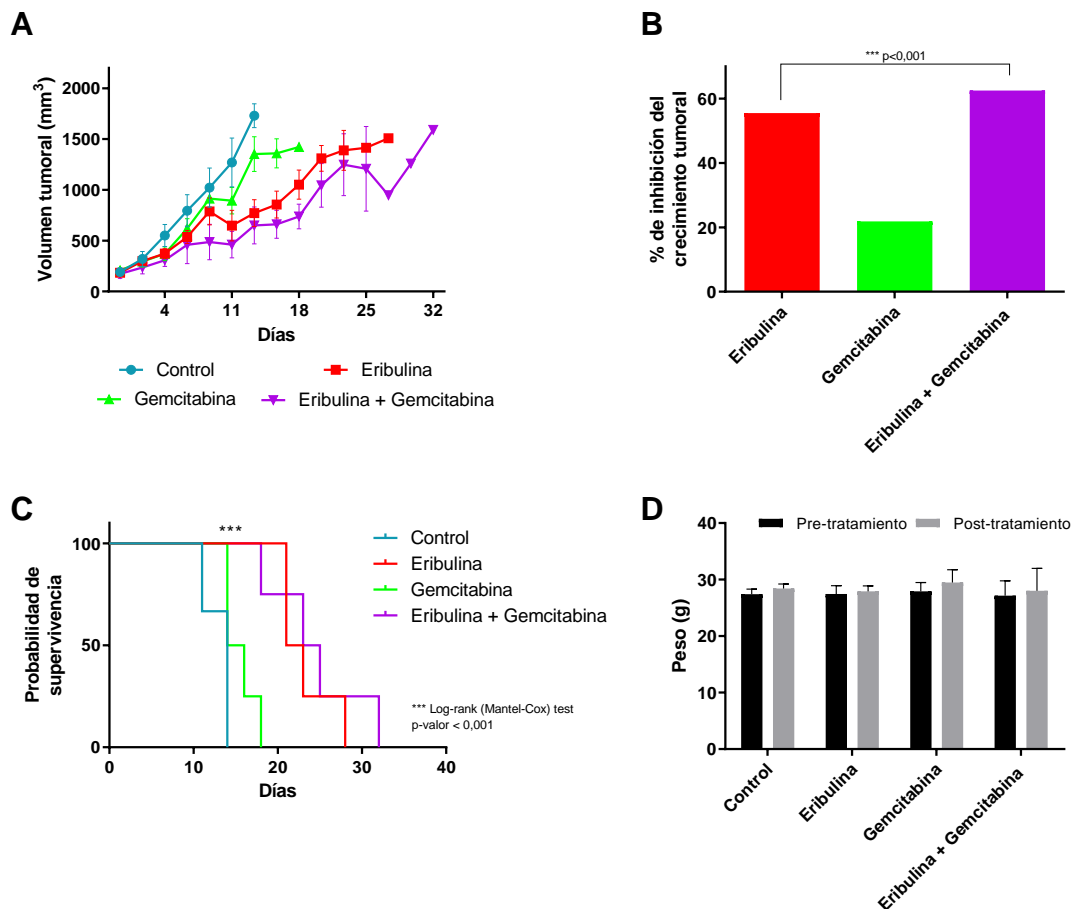 A
Volumen tumoral (mm³)
2000
1500
1000
500
0
4
11
18
25
32
Días
Control
Eribulina
Gemcitabina
Eribulina + Gemcitabina
B
*** p<0,001
% de inhibición del
crecimiento tumoral
60
40
20
0
Eribulina
Gemcitabina
Eribulina + Gemcitabina
C
***
Probabilidad de
supervivencia
100
50
0
0
10
20
30
40
Días
Control
Eribulina
Gemcitabina
Eribulina + Gemcitabina
*** Log-rank (Mantel-Cox) test
p-valor < 0,001
D
Pre-tratamiento
Post-tratamiento
Peso (g)
40
30
20
10
0
Control
Eribulina
Gemcitabina
Eribulina + Gemcitabina